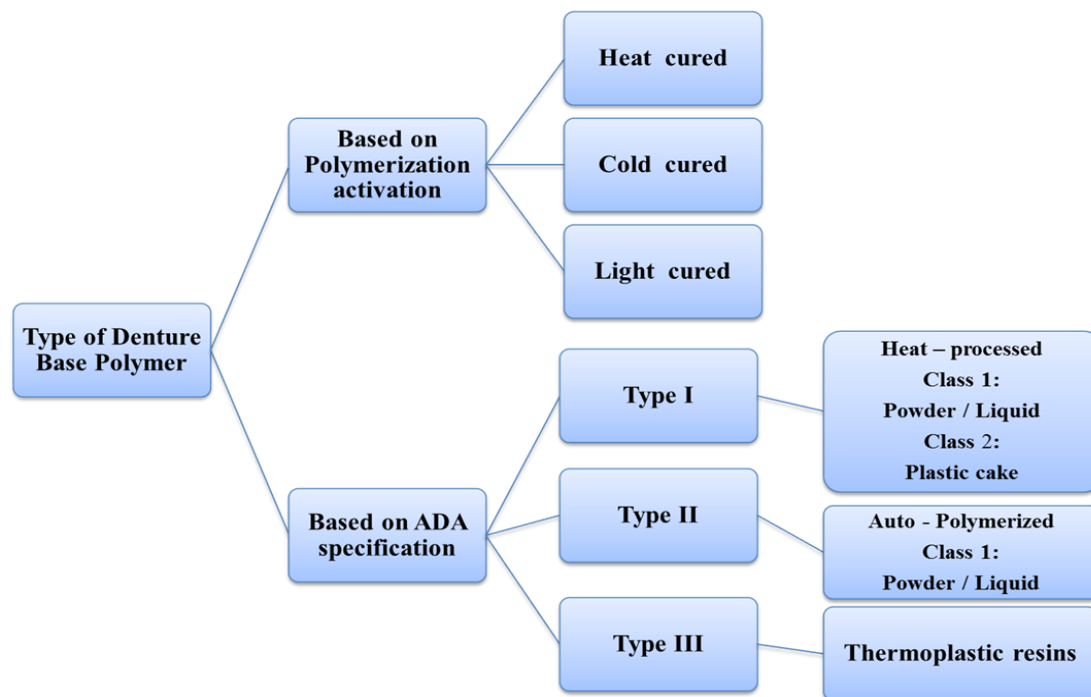 Type of Denture
Base Polymer
Based on
Polymerization
activation
Heat cured
Cold cured
Light cured
Based on ADA
specification
Type I
Heat – processed
Class 1:
Powder / Liquid
Class 2:
Plastic cake
Type II
Auto - Polymerized
Class 1:
Powder / Liquid
Type III
Thermoplastic resins